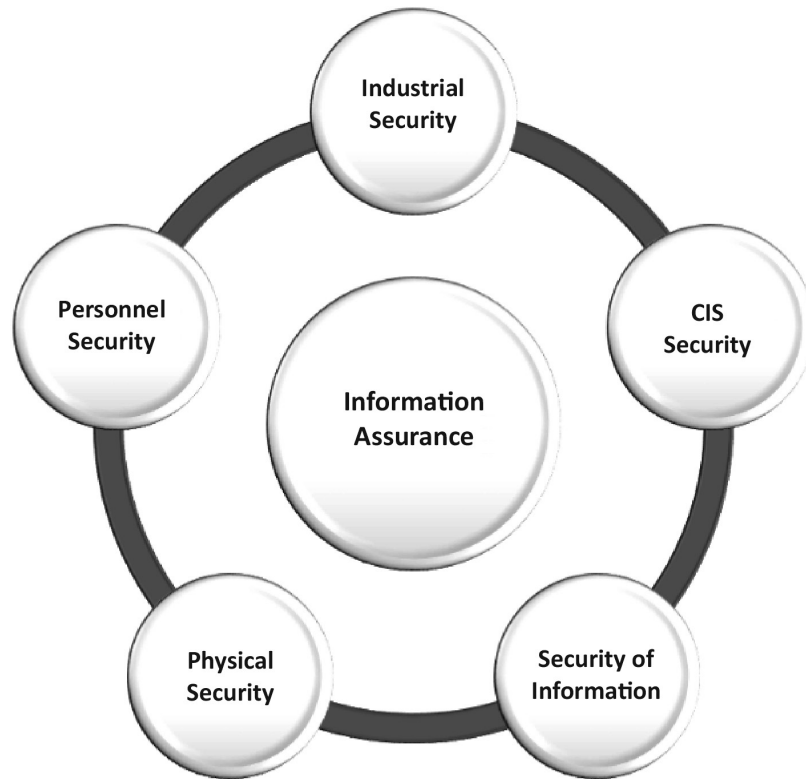 Industrial
Security
CIS
Security
Security of
Information
Physical
Security
Personnel
Security
Information
Assurance